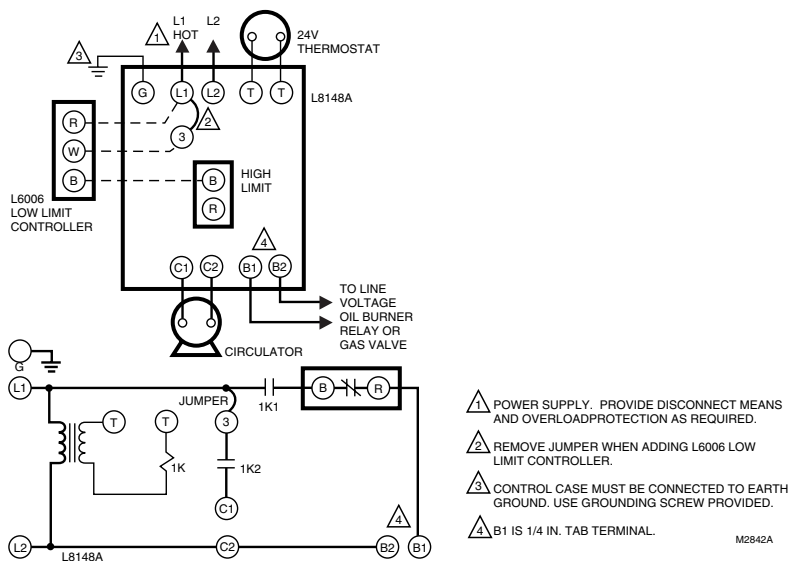 1
L1
HOT
L2
24V
THERMOSTAT
3
G
L1
L2
T
T
L8148A
2
3
R
W
B
L6006
LOW LIMIT
CONTROLLER
B
R
HIGH
LIMIT
4
C1
C2
B1
B2
TO LINE
VOLTAGE
OIL BURNER
RELAY OR
GAS VALVE
CIRCULATOR
G
L1
JUMPER
1K1
B
R
T
T
3
1K
1K2
C1
4
L2
L8148A
C2
B2
B1
1 POWER SUPPLY. PROVIDE DISCONNECT MEANS
AND OVERLOADPROTECTION AS REQUIRED.
2 REMOVE JUMPER WHEN ADDING L6006 LOW
LIMIT CONTROLLER.
3 CONTROL CASE MUST BE CONNECTED TO EARTH
GROUND. USE GROUNDING SCREW PROVIDED.
4 B1 IS 1/4 IN. TAB TERMINAL.
M2842A